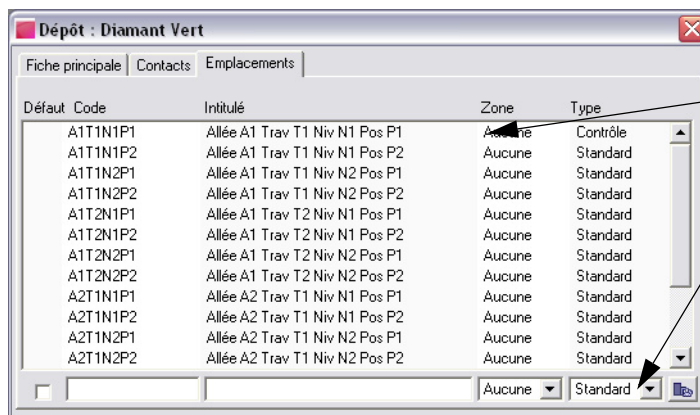 Dépôt : Diamant Vert
Fiche principale Contacts Emplacements
Défaut Code Intitulé Zone Type
A1T1N1P1 Allée A1 Trav T1 Niv N1 Pos P1 Aucune Contrôle
A1T1N1P2 Allée A1 Trav T1 Niv N1 Pos P2 Aucune Standard
A1T1N2P1 Allée A1 Trav T1 Niv N2 Pos P1 Aucune Standard
A1T1N2P2 Allée A1 Trav T1 Niv N2 Pos P2 Aucune Standard
A1T2N1P1 Allée A1 Trav T2 Niv N1 Pos P1 Aucune Standard
A1T2N1P2 Allée A1 Trav T2 Niv N1 Pos P2 Aucune Standard
A1T2N2P1 Allée A1 Trav T2 Niv N2 Pos P1 Aucune Standard
A1T2N2P2 Allée A1 Trav T2 Niv N2 Pos P2 Aucune Standard
A2T1N1P1 Allée A2 Trav T1 Niv N1 Pos P1 Aucune Standard
A2T1N1P2 Allée A2 Trav T1 Niv N1 Pos P2 Aucune Standard
A2T1N2P1 Allée A2 Trav T1 Niv N2 Pos P1 Aucune Standard
A2T1N2P2 Allée A2 Trav T1 Niv N2 Pos P2 Aucune Standard
Aucune Standard